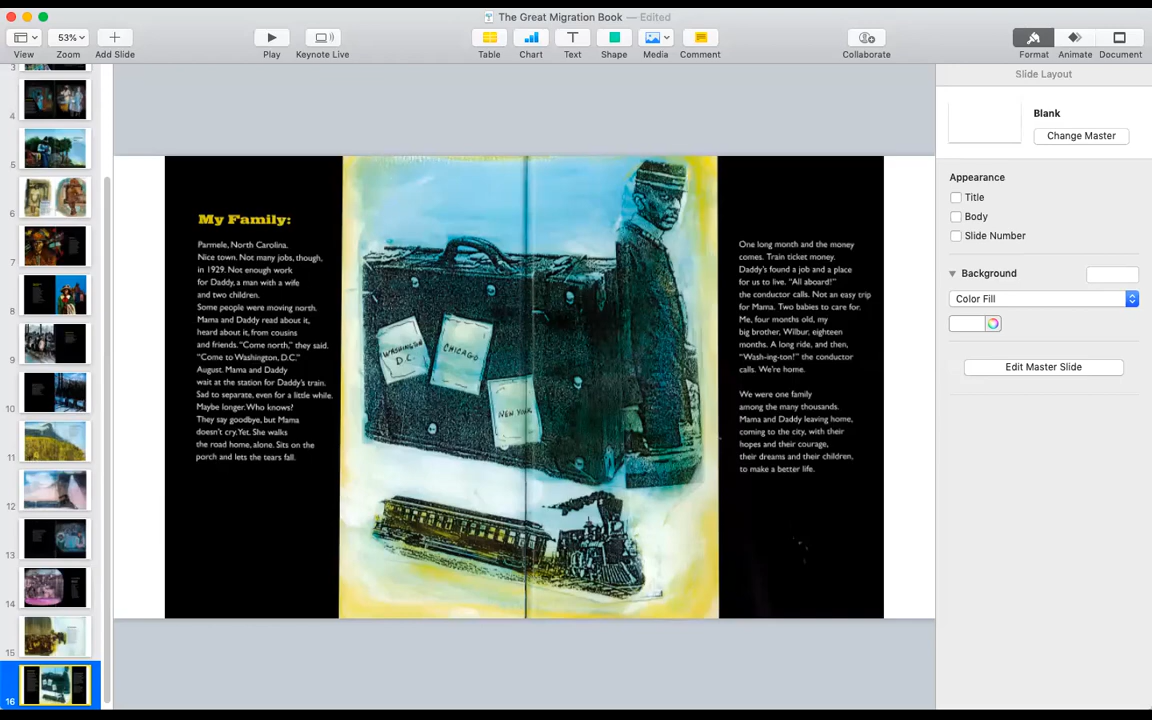 The Great Migration Book — Edited
53%
View
Zoom
Add Slide
Play
Keynote Live
Table
Chart
Text
Shape
Media
Comment
Collaborate
Format
Animate
Document
3
4
5
6
7
8
9
10
11
12
13
14
15
16
My Family:
Parmele, North Carolina.
Nice town. Not many jobs, though,
in 1929. Not enough work
for Daddy, a man with a wife
and two children.
Some people were moving north.
Mama and Daddy read about it,
heard about it, from cousins
and friends. "Come north," they said.
"Come to Washington, D.C."
August. Mama and Daddy
wait at the station for Daddy's train.
Sad to separate, even for a little while.
Maybe longer. Who knows?
They say goodbye, but Mama
doesn't cry. Yet. She walks
the road home, alone. Sits on the
porch and lets the tears fall.
WASHINGTON
D.C.
CHICAGO
NEW YORK
One long month and the money
comes. Train ticket money.
Daddy's found a job and a place
for us to live. "All aboard!"
the conductor calls. Not an easy trip
for Mama. Two babies to care for.
Me, four months old, my
big brother, Wilbur, eighteen
months. A long ride, and then,
"Wash-ing-ton!" the conductor
calls. We're home.
We were one family
among the many thousands.
Mama and Daddy leaving home,
coming to the city, with their
hopes and their courage,
their dreams and their children,
to make a better life.
Slide Layout
Blank
Change Master
Appearance
Title
Body
Slide Number
Background
Color Fill
Edit Master Slide